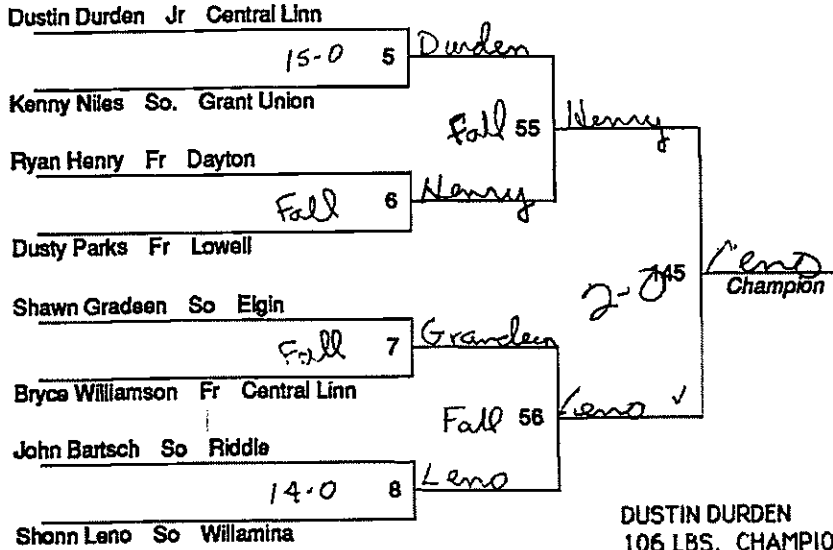 Dustin Durden Jr Central Linn
15-0 5 Durden
Kenny Niles So. Grant Union
Fall 55 Henry
Ryan Henry Fr Dayton
Fall 6 Henry
Dusty Parks Fr Lowell
2-0 145 Leno
Champion
Shawn Gradeen So Elgin
Fall 7 Grandeen
Bryce Williamson Fr Central Linn
Fall 56 Leno ✓
John Bartsch So Riddle
14-0 8 Leno
Shonn Leno So Willamina
DUSTIN DURDEN
106 LBS. CHAMPIO